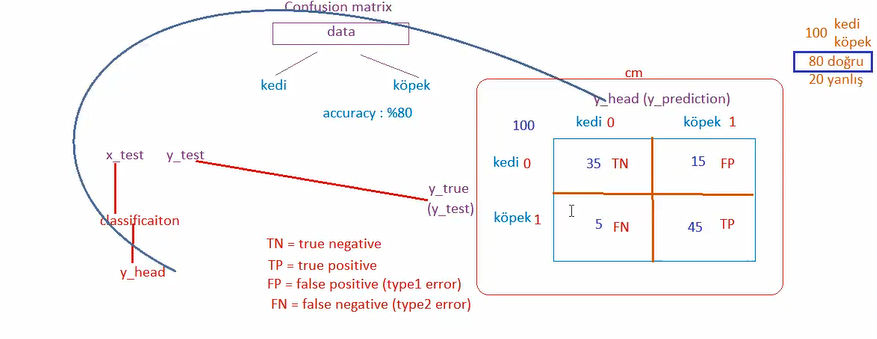 Confusion matrix
data
kedi
köpek
accuracy : %80
100 kedi
köpek
80 doğru
20 yanlış
cm
y_head (y_prediction)
100
kedi 0
köpek 1
kedi 0
35 TN
15 FP
köpek 1
5 FN
45 TP
x_test
y_test
y_true
(y_test)
classificaiton
y_head
TN = true negative
TP = true positive
FP = false positive (type1 error)
FN = false negative (type2 error)